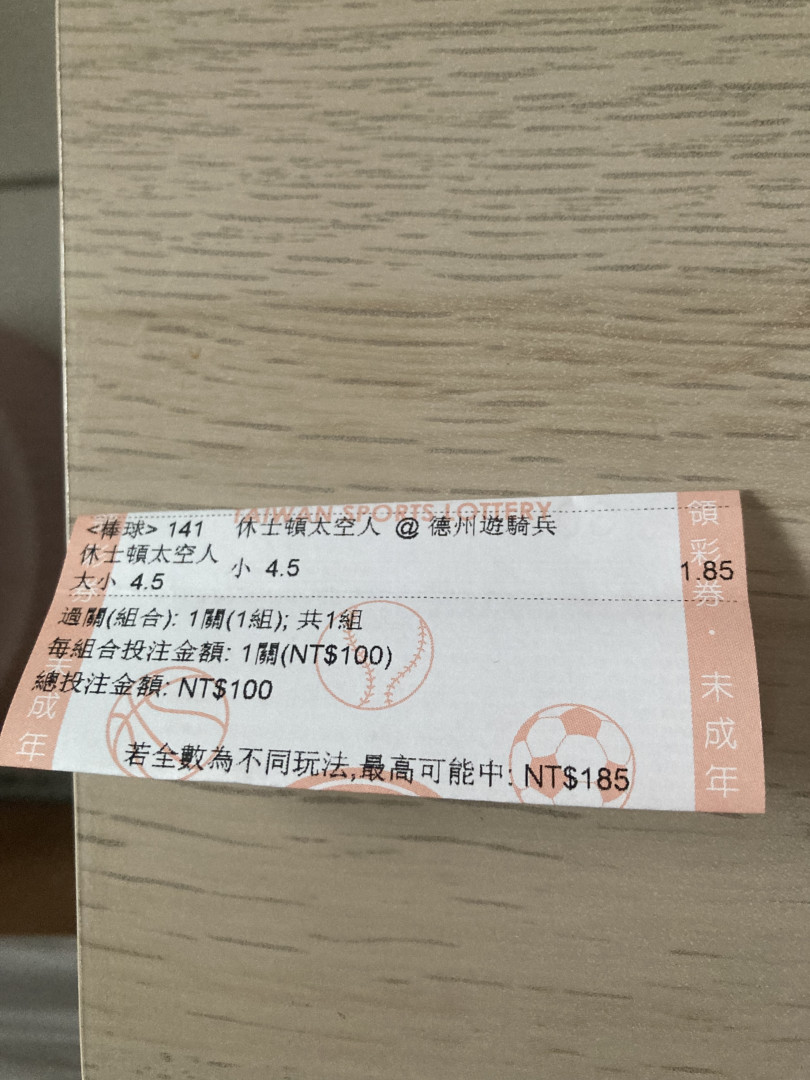 TAIWAN SPORTS LOTTERY
<棒球> 141 休士頓太空人 @ 德州遊騎兵
休士頓太空人
大小 4.5
小 4.5
1.85
過關(組合): 1關(1組); 共1組
每組合投注金額: 1關(NT$100)
總投注金額: NT$100
若全數為不同玩法,最高可能中: NT$185
領彩券·未成年
券
成年